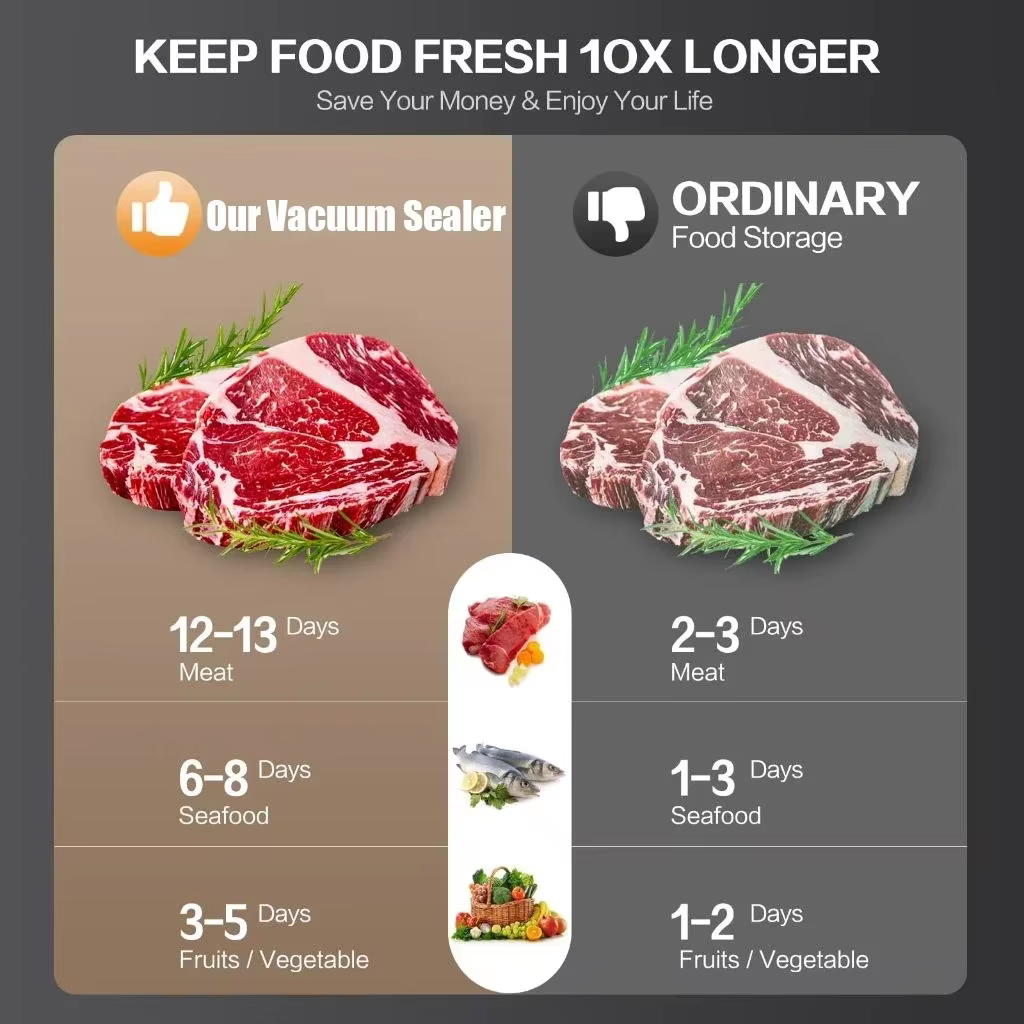 KEEP FOOD FRESH 10X LONGER
Save Your Money & Enjoy Your Life
Our Vacuum Sealer
ORDINARY
Food Storage
12-13 Days
Meat
2-3 Days
Meat
6-8 Days
Seafood
1-3 Days
Seafood
3-5 Days
Fruits / Vegetable
1-2 Days
Fruits / Vegetable